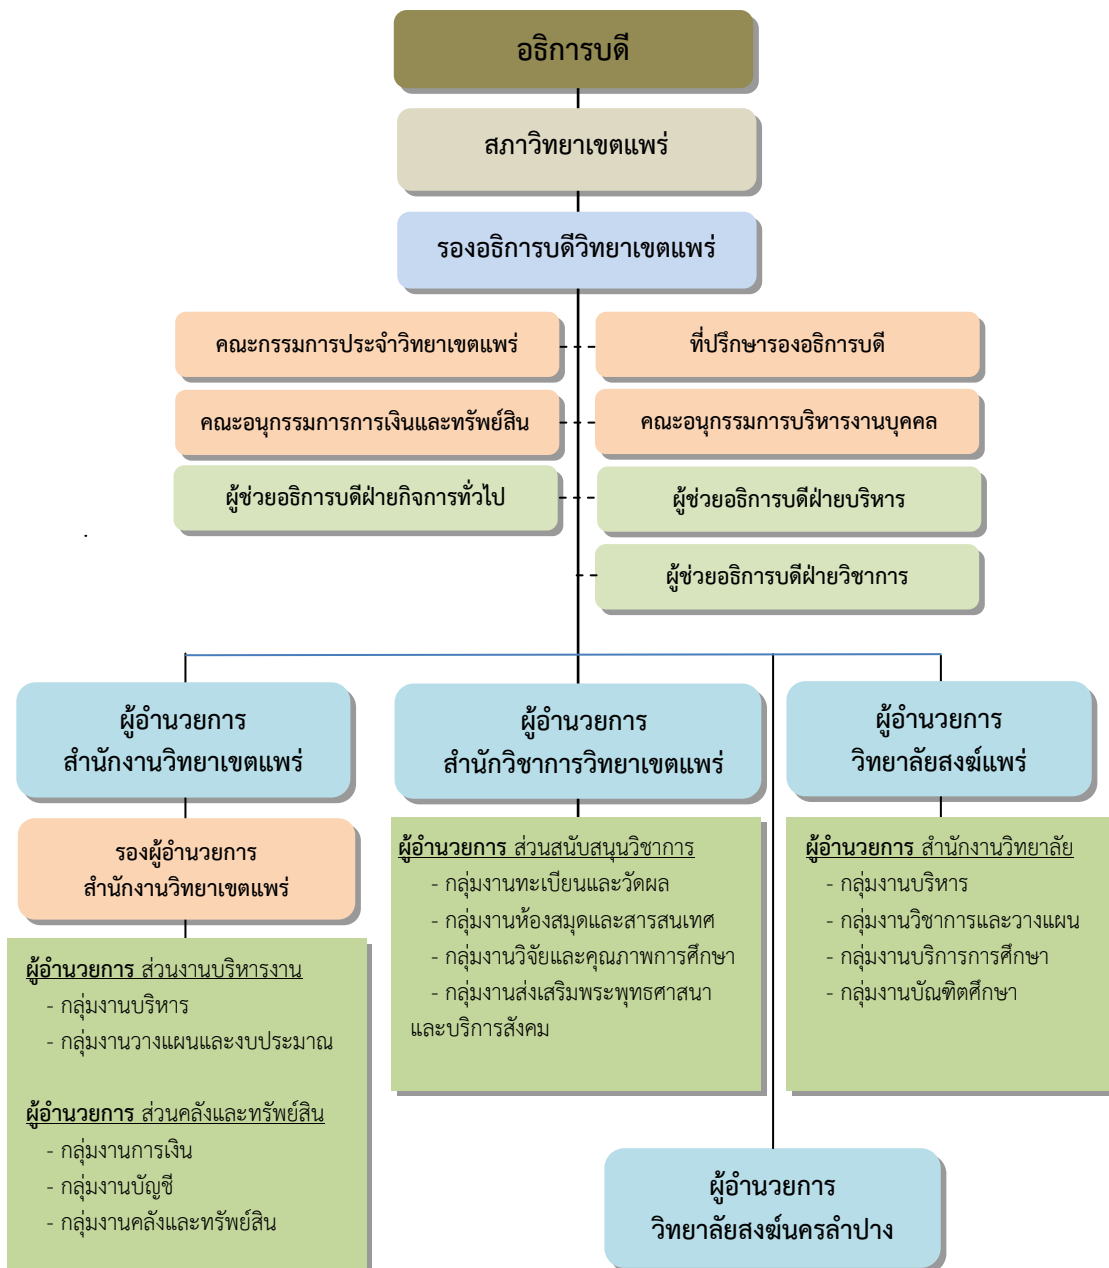 อธิการบดี
สภาวิทยาเขตแพร่
รองอธิการบดีวิทยาเขตแพร่
คณะกรรมการประจำวิทยาเขตแพร่
ที่ปรึกษารองอธิการบดี
คณะอนุกรรมการการเงินและทรัพย์สิน
คณะอนุกรรมการบริหารงานบุคคล
ผู้ช่วยอธิการบดีฝ่ายกิจการทั่วไป
ผู้ช่วยอธิการบดีฝ่ายบริหาร
.
ผู้ช่วยอธิการบดีฝ่ายวิชาการ
ผู้อำนวยการ
สำนักงานวิทยาเขตแพร่
รองผู้อำนวยการ
สำนักงานวิทยาเขตแพร่
ผู้อำนวยการ ส่วนงานบริหารงาน
- กลุ่มงานบริหาร
- กลุ่มงานวางแผนและงบประมาณ
ผู้อำนวยการ ส่วนคลังและทรัพย์สิน
- กลุ่มงานการเงิน
- กลุ่มงานบัญชี
- กลุ่มงานคลังและทรัพย์สิน
ผู้อำนวยการ
สำนักวิชาการวิทยาเขตแพร่
ผู้อำนวยการ ส่วนสนับสนุนวิชาการ
- กลุ่มงานทะเบียนและวัดผล
- กลุ่มงานห้องสมุดและสารสนเทศ
- กลุ่มงานวิจัยและคุณภาพการศึกษา
- กลุ่มงานส่งเสริมพระพุทธศาสนา
และบริการสังคม
ผู้อำนวยการ
วิทยาลัยสงฆ์แพร่
ผู้อำนวยการ สำนักงานวิทยาลัย
- กลุ่มงานบริหาร
- กลุ่มงานวิชาการและวางแผน
- กลุ่มงานบริการการศึกษา
- กลุ่มงานบัณฑิตศึกษา
ผู้อำนวยการ
วิทยาลัยสงฆ์นครลำปาง